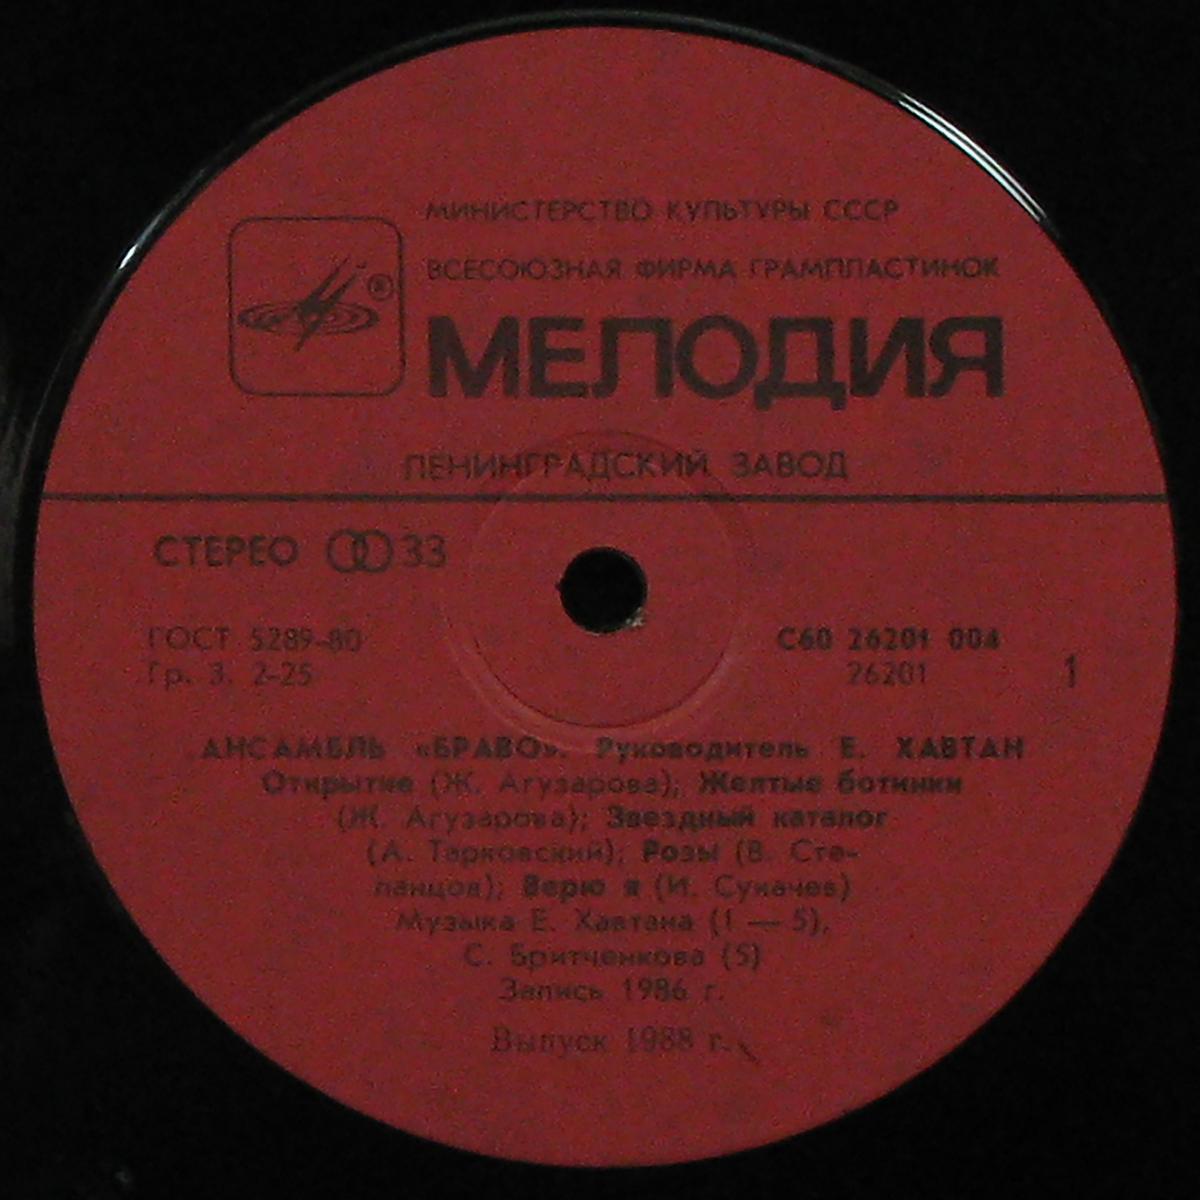 МИНИСТЕРСТВО КУЛЬТУРЫ СССР
ВСЕСОЮЗНАЯ ФИРМА ГРАМПЛАСТИНОК
®
МЕЛОДИЯ
ЛЕНИНГРАДСКИЙ ЗАВОД
СТЕРЕО 33
ГОСТ 5289-80
Гр. 3. 2-25
С60 26201 004
26201
1
АНСАМБЛЬ «БРАВО». Руководитель Е. ХАВТАН
Открытие (Ж. Агузарова); Желтые ботинки
(Ж. Агузарова); Звездный каталог
(А. Тарковский); Розы (В. Сте-
панцов); Верю я (И. Сукачев)
Музыка Е. Хавтана (1 — 5),
С. Бритченкова (5)
Запись 1986 г.
Выпуск 1988 г.